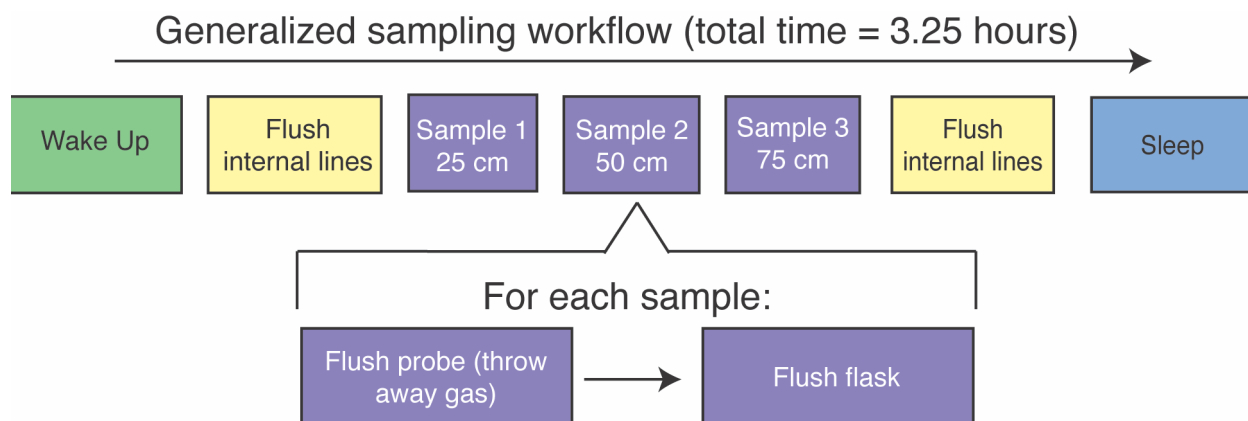 Generalized sampling workflow (total time = 3.25 hours)
Wake Up
Flush
internal lines
Sample 1
25 cm
Sample 2
50 cm
Sample 3
75 cm
Flush
internal lines
Sleep
For each sample:
Flush probe (throw
away gas)
Flush flask